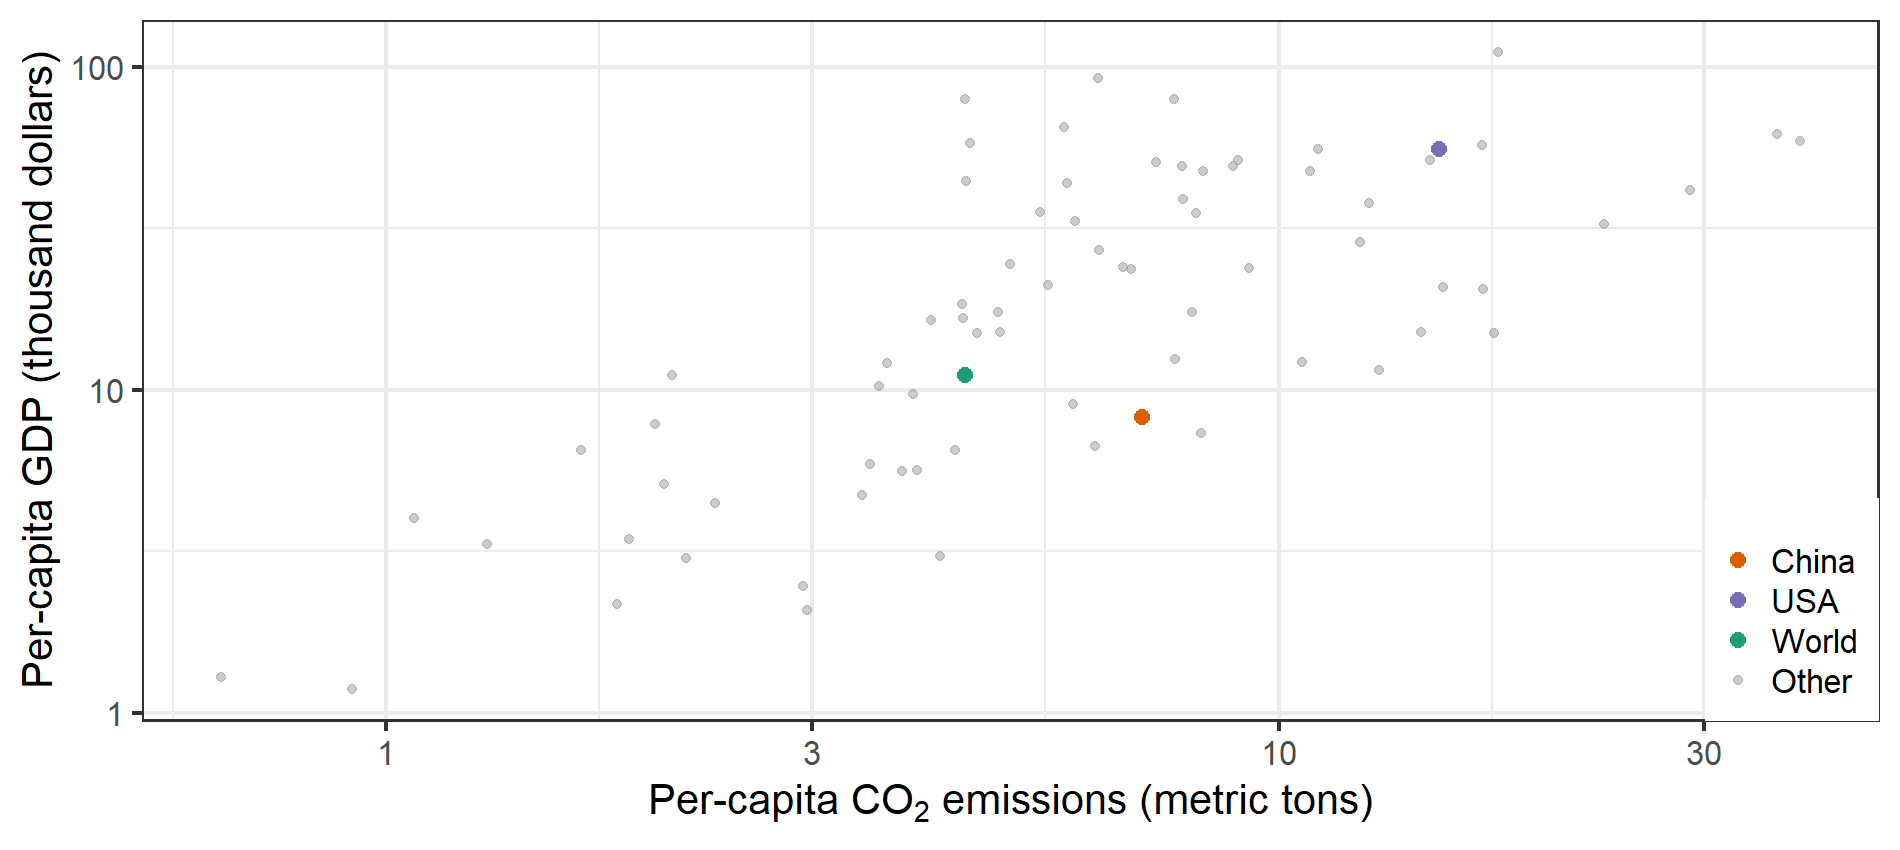 Per-capita GDP (thousand dollars)
100
10
1
China
USA
World
Other
1 3 10 30
Per-capita CO₂ emissions (metric tons)